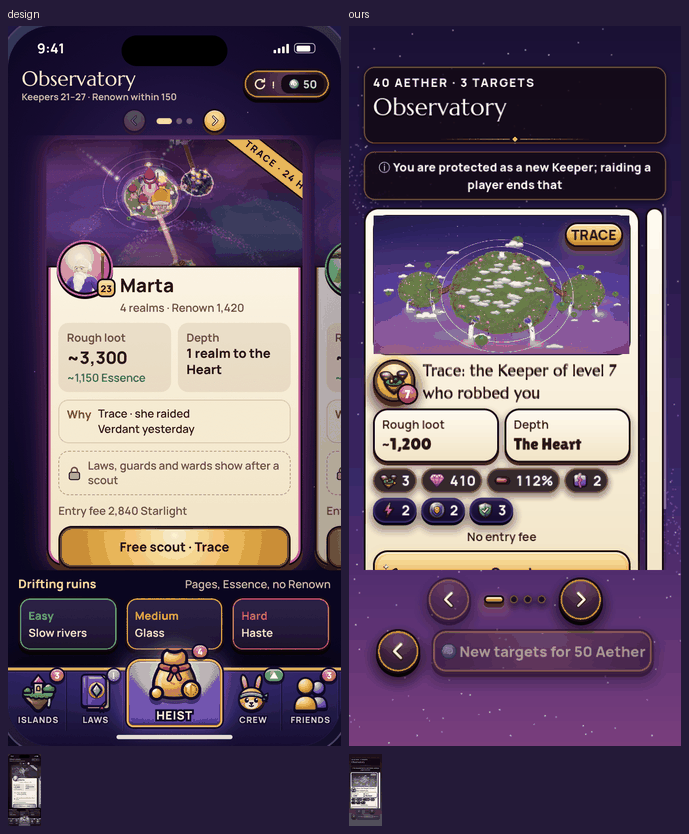 design
9:41
Observatory
Keepers 21–27 · Renown within 150
! 50
TRACE · 24 H
23
Marta
4 realms · Renown 1,420
Rough loot
~3,300
~1,150 Essence
Depth
1 realm to the
Heart
Why Trace · she raided
Verdant yesterday
Laws, guards and wards show after a
scout
Entry fee 2,840 Starlight
Free scout · Trace
Drifting ruins
Pages, Essence, no Renown
Easy
Slow rivers
Medium
Glass
Hard
Haste
3
4
3
ISLANDS
LAWS
HEIST
CREW
FRIENDS
ours
40 AETHER · 3 TARGETS
Observatory
ⓘ You are protected as a new Keeper; raiding a
player ends that
TRACE
7
Trace: the Keeper of level 7
who robbed you
Rough loot
~1,200
Depth
The Heart
3
410
112%
2
2
2
3
No entry fee
New targets for 50 Aether